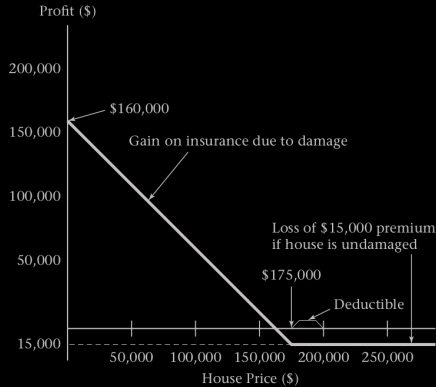 Profit ($)
200,000
$160,000
150,000
Gain on insurance due to damage
100,000
Loss of $15,000 premium
if house is undamaged
50,000
$175,000
Deductible
15,000
50,000 100,000 150,000 200,000 250,000
House Price ($)